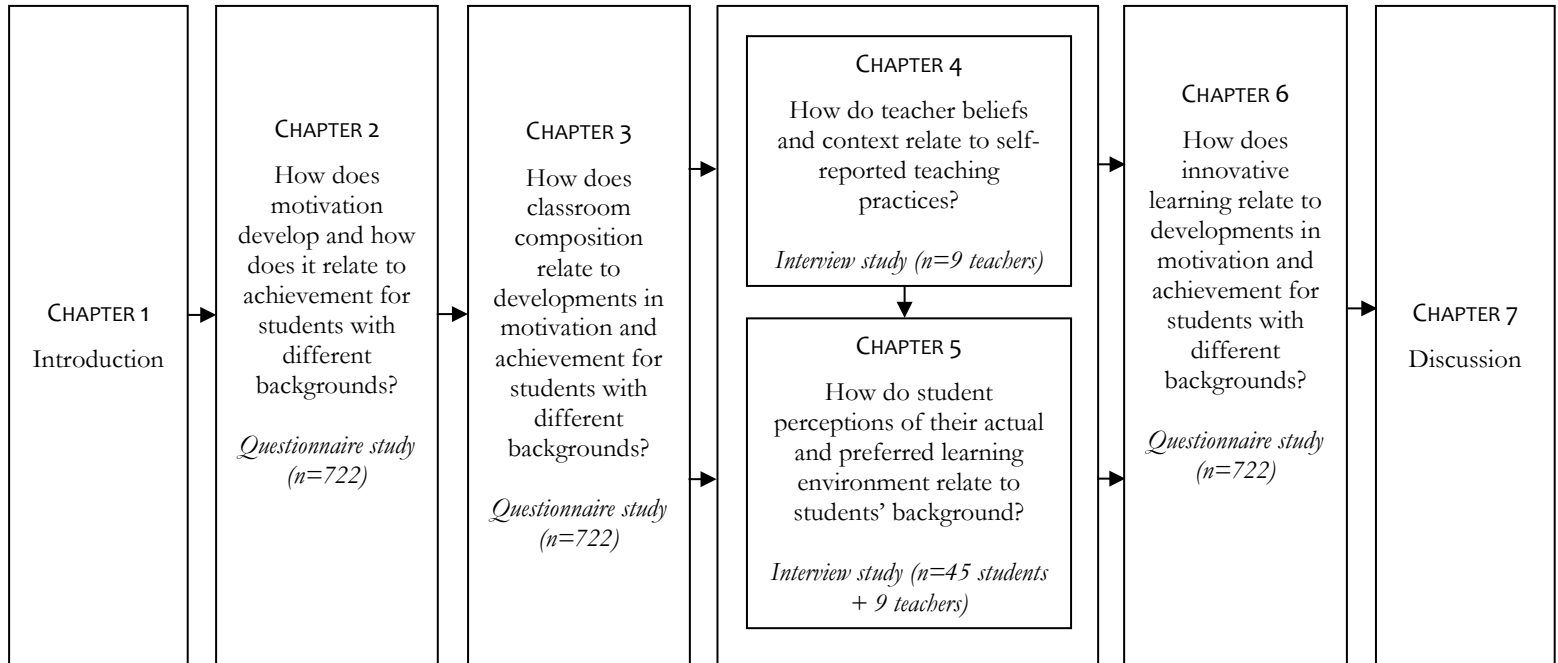 CHAPTER 1
Introduction
CHAPTER 2
How does
motivation
develop and how
does it relate to
achievement for
students with
different
backgrounds?
Questionnaire study
(n=722)
CHAPTER 3
How does
classroom
composition
relate to
developments in
motivation and
achievement for
students with
different
backgrounds?
Questionnaire study
(n=722)
CHAPTER 4
How do teacher beliefs
and context relate to self-
reported teaching
practices?
Interview study (n=9 teachers)
CHAPTER 5
How do student
perceptions of their actual
and preferred learning
environment relate to
students’ background?
Interview study (n=45 students
+ 9 teachers)
CHAPTER 6
How does
innovative
learning relate to
developments in
motivation and
achievement for
students with
different
backgrounds?
Questionnaire study
(n=722)
CHAPTER 7
Discussion